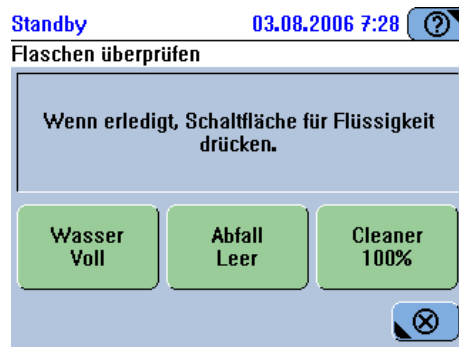 Standby 03.08.2006 7:28 ?
Flaschen überprüfen
Wenn erledigt, Schaltfläche für Flüssigkeit
drücken.
Wasser Abfall Cleaner
Voll Leer 100%